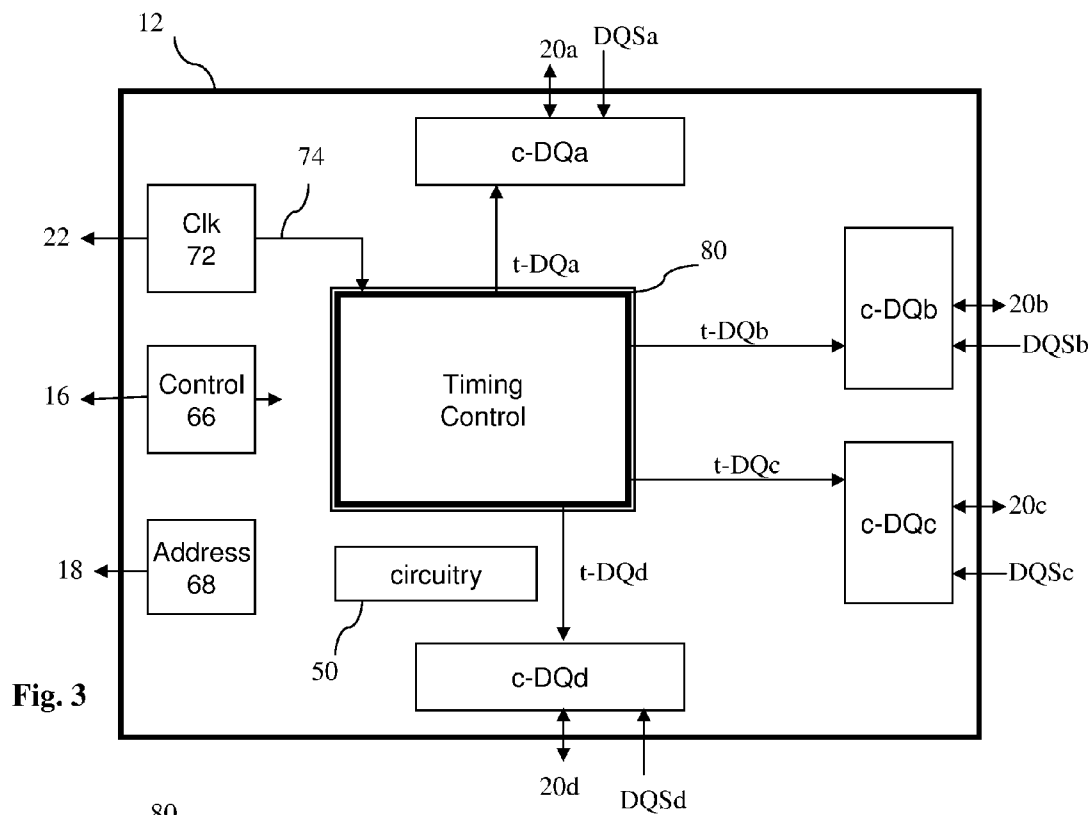 12
20a
DQSa
c-DQa
74
Clk
72
22
t-DQa
80
c-DQb
20b
t-DQb
DQSb
Control
66
16
Timing
Control
t-DQc
c-DQc
20c
Address
68
18
circuitry
t-DQd
DQSc
50
c-DQd
Fig. 3
20d
DQSd
80